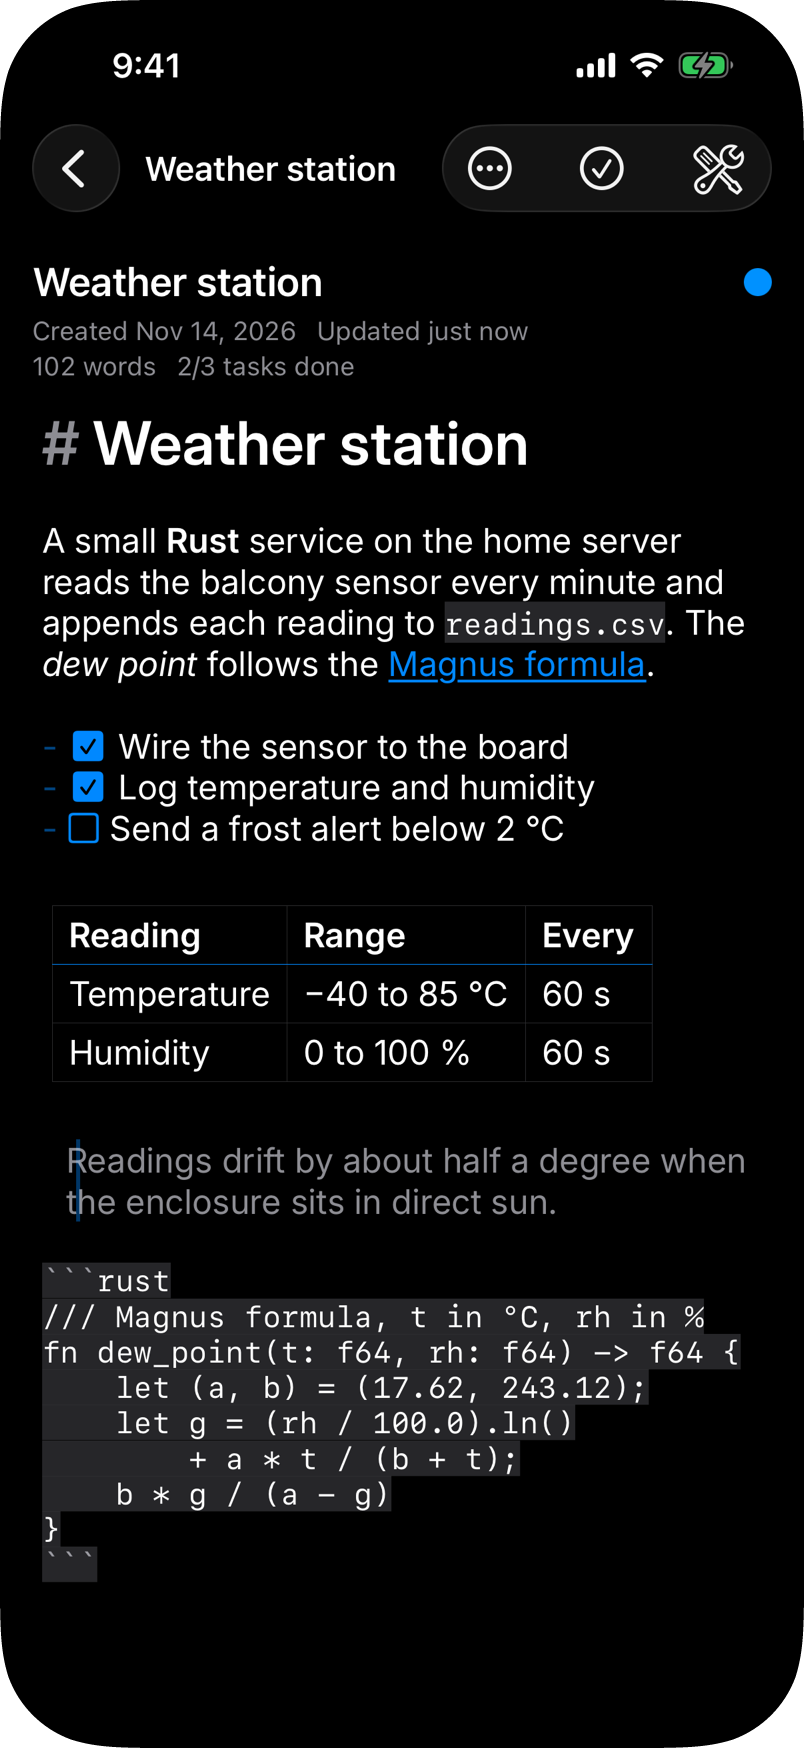 9:41
Weather station
Weather station
Created Nov 14, 2026   Updated just now
102 words   2/3 tasks done
# Weather station
A small Rust service on the home server
reads the balcony sensor every minute and
appends each reading to readings.csv. The
dew point follows the Magnus formula.
- Wire the sensor to the board
- Log temperature and humidity
- Send a frost alert below 2 °C
Reading   Range   Every
Temperature   −40 to 85 °C   60 s
Humidity   0 to 100 %   60 s
Readings drift by about half a degree when
the enclosure sits in direct sun.
```rust
/// Magnus formula, t in °C, rh in %
fn dew_point(t: f64, rh: f64) -> f64 {
    let (a, b) = (17.62, 243.12);
    let g = (rh / 100.0).ln()
        + a * t / (b + t);
    b * g / (a - g)
}
```